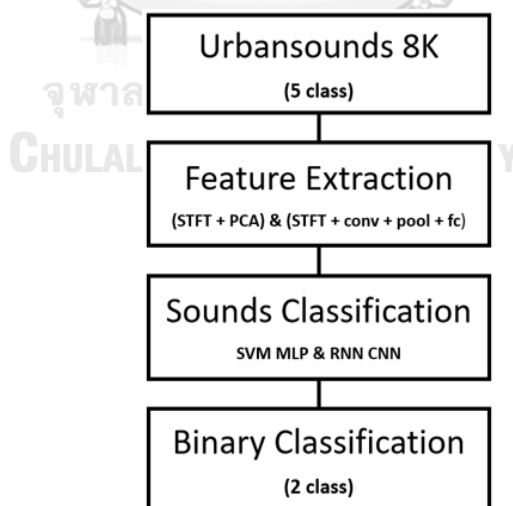 Urbansounds 8K
(5 class)
จุฬาล
CHULAL
Feature Extraction
(STFT + PCA) & (STFT + conv + pool + fc)
Sounds Classification
SVM MLP & RNN CNN
Binary Classification
(2 class)